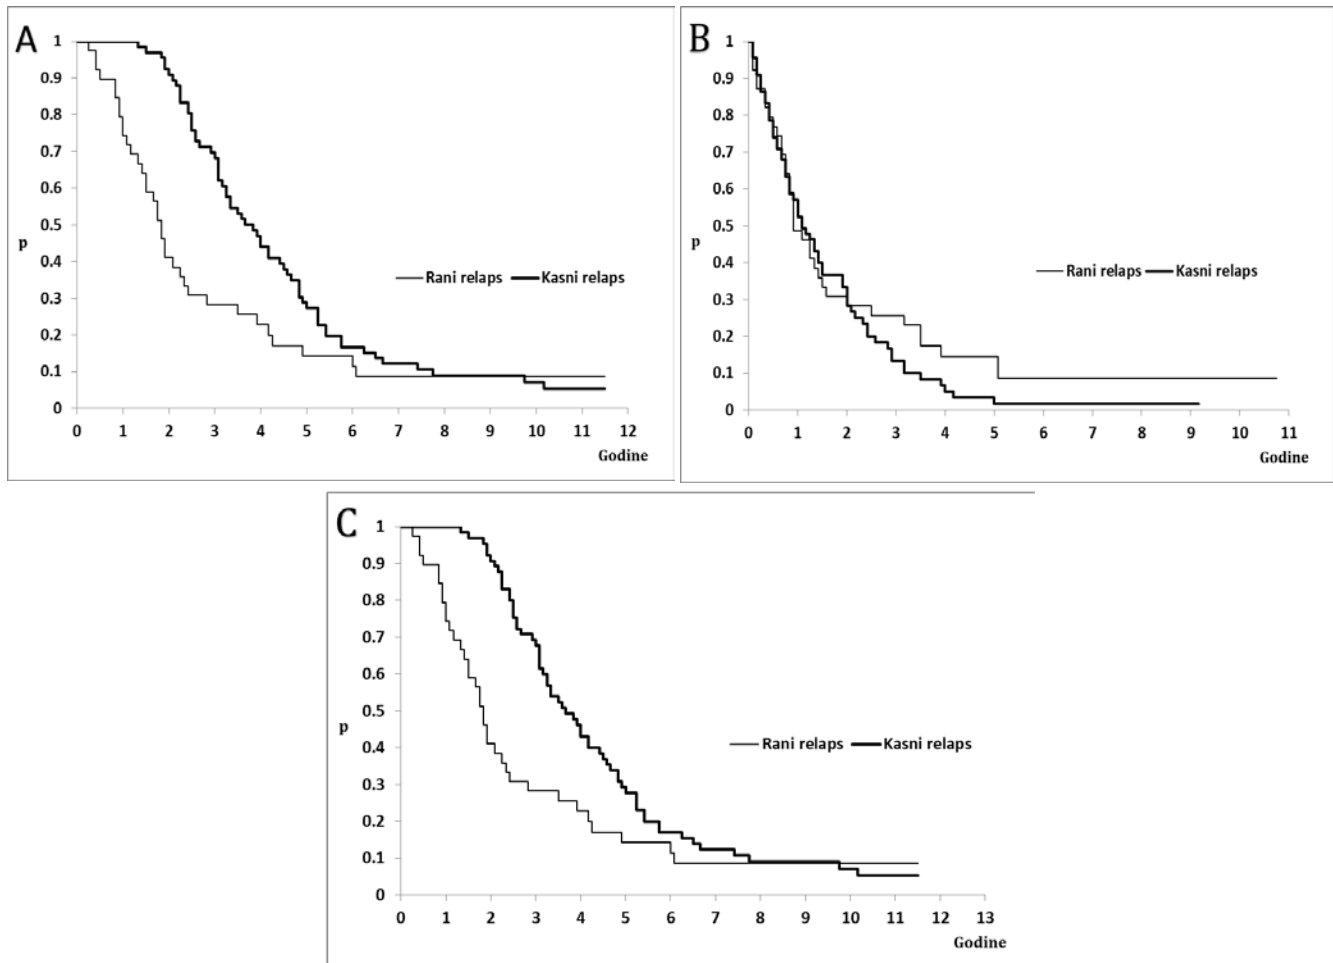 A
1
0.9
0.8
0.7
0.6
0.5
p
0.4
0.3
0.2
0.1
0
Rani relaps Kasni relaps
0 1 2 3 4 5 6 7 8 9 10 11 12
Godine
B
1
0.9
0.8
0.7
0.6
0.5
p
0.4
0.3
0.2
0.1
0
Rani relaps Kasni relaps
0 1 2 3 4 5 6 7 8 9 10 11
Godine
C
1
0.9
0.8
0.7
0.6
0.5
p
0.4
0.3
0.2
0.1
0
Rani relaps Kasni relaps
0 1 2 3 4 5 6 7 8 9 10 11 12 13
Godine